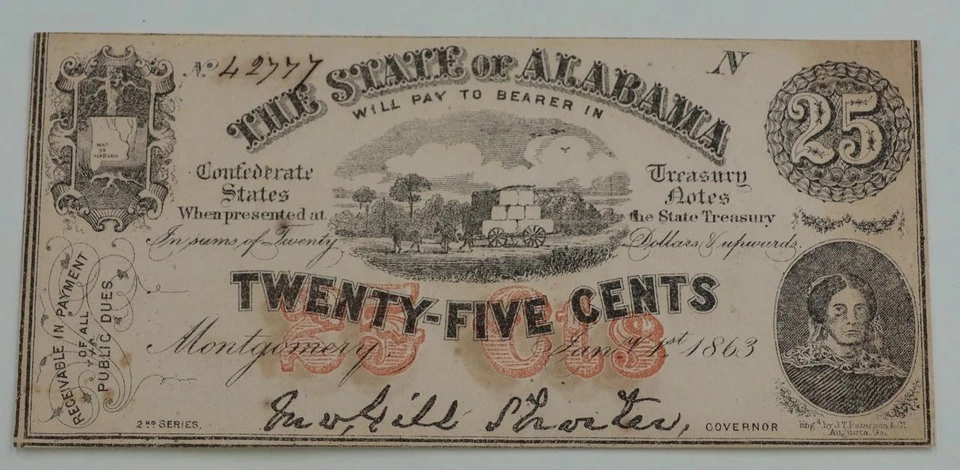 No 42777
N
THE STATE OF ALABAMA
WILL PAY TO BEARER IN
25
MAP OF ALABAMA
Confederate States
Treasury Notes
When presented at
the State Treasury
In sums of Twenty
Dollars & upwards.
TWENTY-FIVE CENTS
25 CTS
Montgomery, Jany 1st 1863
RECEIVABLE IN PAYMENT
OF ALL
PUBLIC DUES.
2ND SERIES.
Jno. Gill Shorter,
GOVERNOR
Engd by J.T. Paterson & Co.
Augusta, Ga.